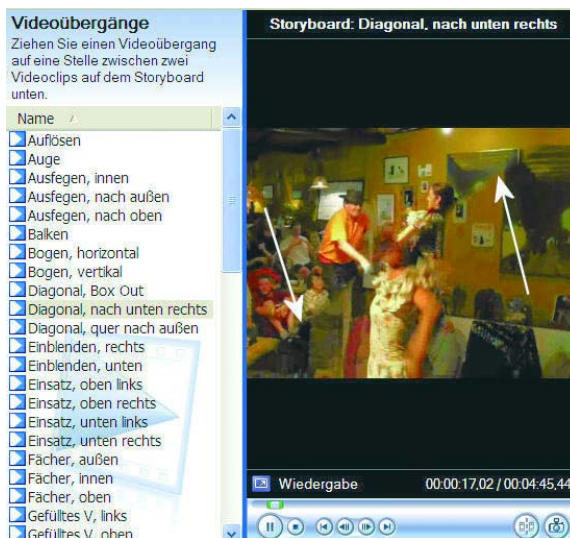 Videoübergänge
Ziehen Sie einen Videoübergang
auf eine Stelle zwischen zwei
Videoclips auf dem Storyboard
unten.
Name
Auflösen
Auge
Ausfegen, innen
Ausfegen, nach außen
Ausfegen, nach oben
Balken
Bogen, horizontal
Bogen, vertikal
Diagonal, Box Out
Diagonal, nach unten rechts
Diagonal, quer nach außen
Einblenden, rechts
Einblenden, unten
Einsatz, oben links
Einsatz, oben rechts
Einsatz, unten links
Einsatz, unten rechts
Fächer, außen
Fächer, innen
Fächer, oben
Gefülltes V, links
Gefülltes V, oben
Storyboard: Diagonal, nach unten rechts
Wiedergabe 00:00:17,02 / 00:04:45,44